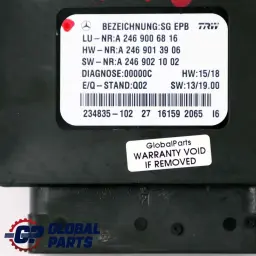 BEZEICHNUNG:SG EPB TRW
LU-NR:A 246 900 68 16
HW-NR:A 246 901 39 06
SW-NR:A 246 902 10 02
DIAGNOSE:00000C HW:15/18
E/Q-STAND:Q02 SW:13/19.00
234835-102 27 16159 2065 I6
GlobalParts
WARRANTY VOID
IF REMOVED
GP GLOBAL
PARTS